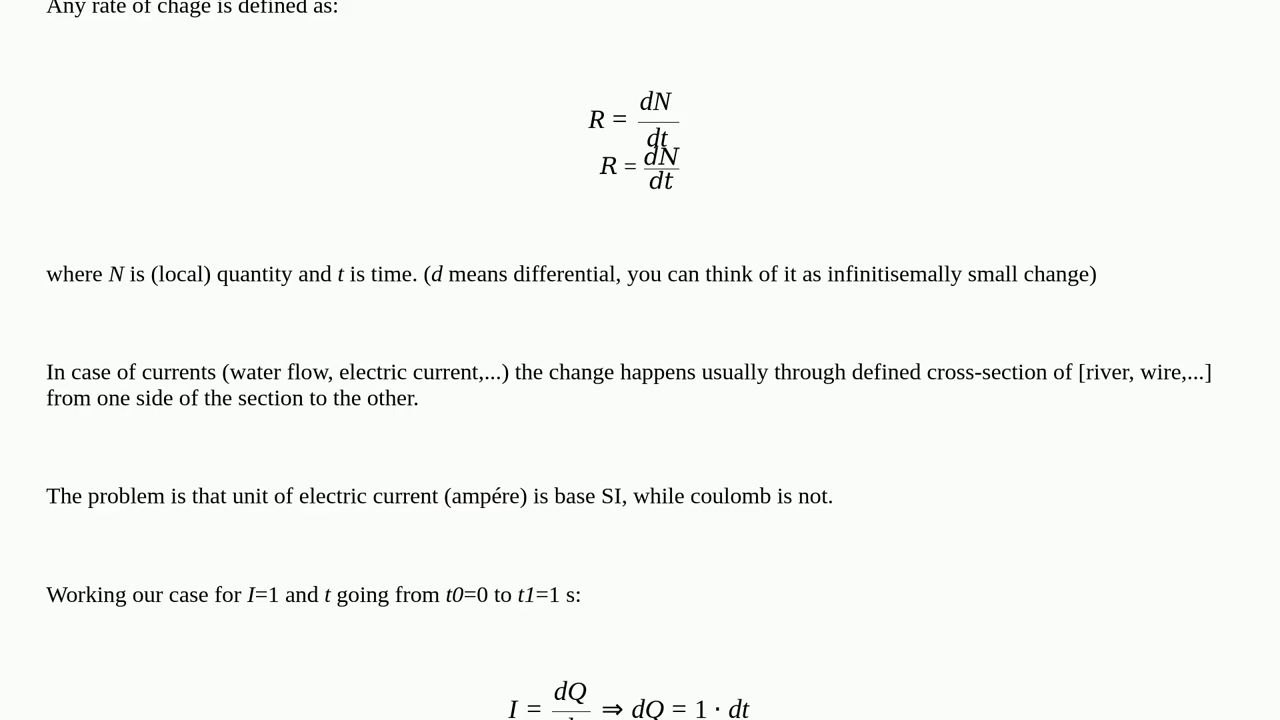 Any rate of chage is defined as:
R = dN/dt
R = dN/dt
where N is (local) quantity and t is time. (d means differential, you can think of it as infinitisemally small change)
In case of currents (water flow, electric current,...) the change happens usually through defined cross-section of [river, wire,...]
from one side of the section to the other.
The problem is that unit of electric current (ampére) is base SI, while coulomb is not.
Working our case for I=1 and t going from t0=0 to t1=1 s:
I = dQ ⇒ dQ = 1 · dt